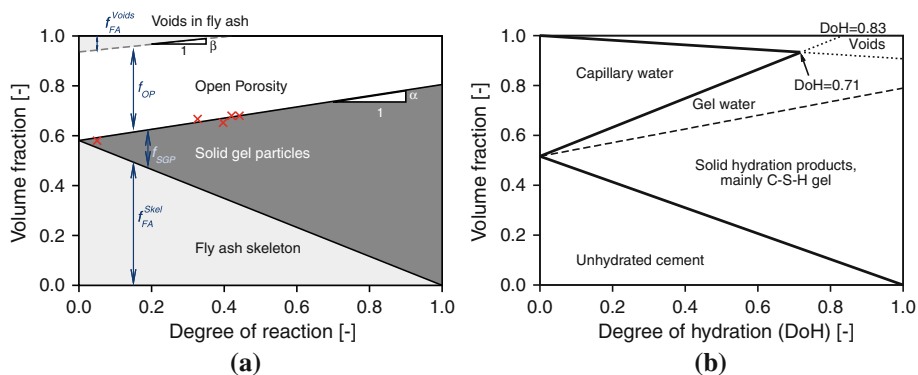 f_FA^Voids
Voids in fly ash
1.0
0.8
0.6
0.4
0.2
0.0
Volume fraction [-]
1
β
f_OP
Open Porosity
α
1
f_SGP
Solid gel particles
f_FA^Skel
Fly ash skeleton
0.0 0.2 0.4 0.6 0.8 1.0
Degree of reaction [-]
(a)
DoH=0.83
Voids
1.0
0.8
0.6
0.4
0.2
0.0
Volume fraction [-]
Capillary water
DoH=0.71
Gel water
Solid hydration products,
mainly C-S-H gel
Unhydrated cement
0.0 0.2 0.4 0.6 0.8 1.0
Degree of hydration (DoH) [-]
(b)